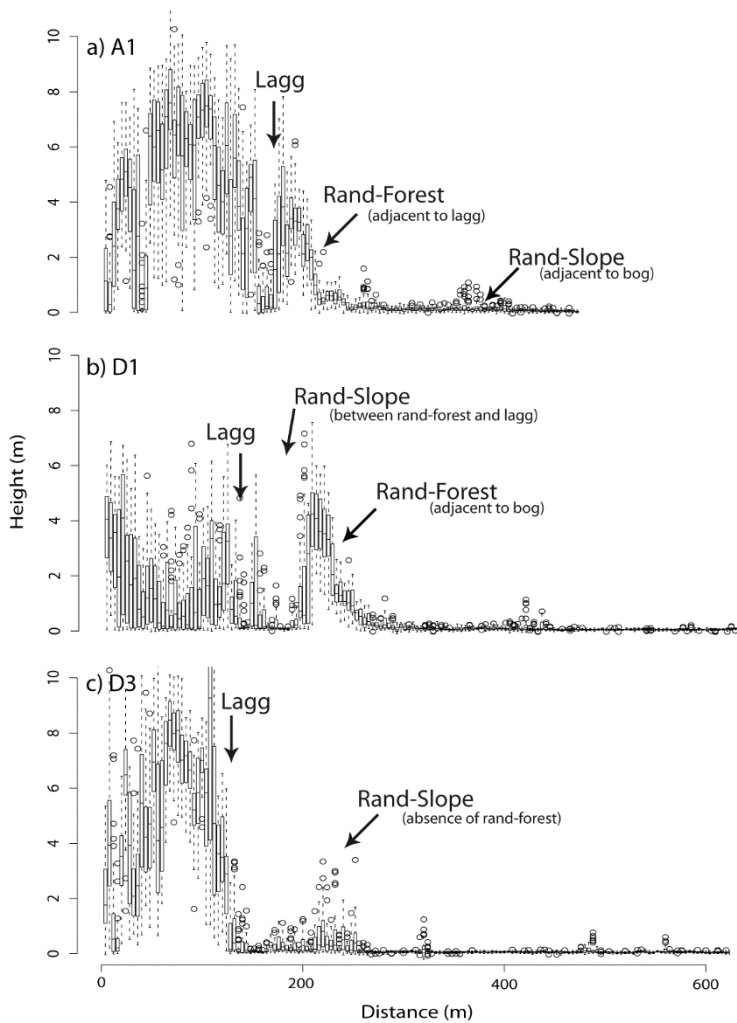 a) A1
Lagg
Rand-Forest
(adjacent to lagg)
Rand-Slope
(adjacent to bog)
10
8
6
4
2
0
b) D1
Rand-Slope
(between rand-forest and lagg)
Lagg
Rand-Forest
(adjacent to bog)
10
8
6
4
2
0
Height (m)
c) D3
Lagg
Rand-Slope
(absence of rand-forest)
10
8
6
4
2
0
0
200
400
600
Distance (m)